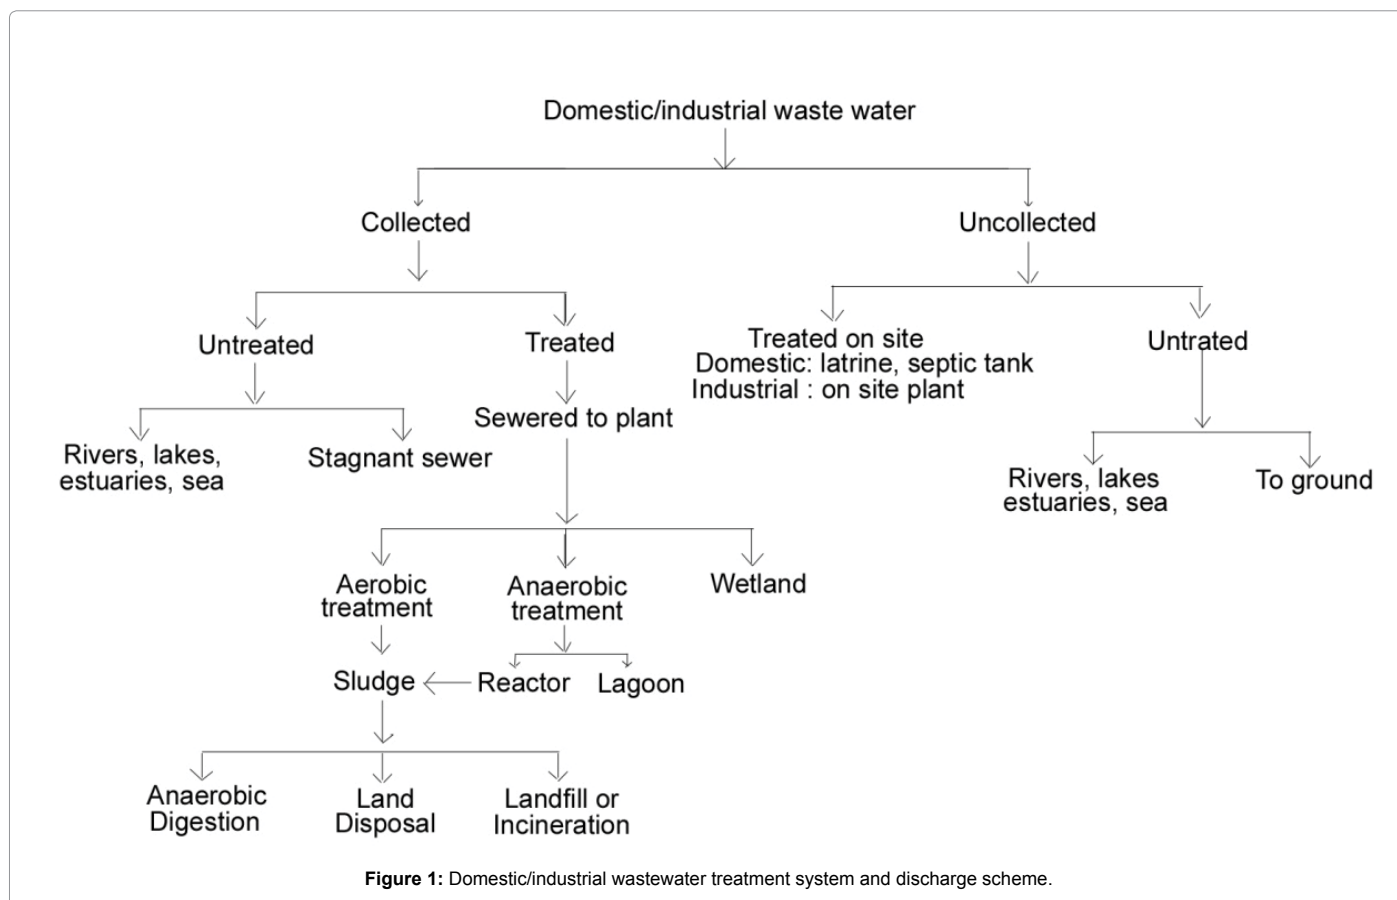 Domestic/industrial waste water
Collected
Uncollected
Untreated
Treated
Treated on site
Domestic: latrine, septic tank
Industrial : on site plant
Untrated
Sewered to plant
Rivers, lakes,
estuaries, sea
Stagnant sewer
Rivers, lakes
estuaries, sea
To ground
Aerobic
treatment
Anaerobic
treatment
Wetland
Sludge
Reactor
Lagoon
Anaerobic
Digestion
Land
Disposal
Landfill or
Incineration
Figure 1: Domestic/industrial wastewater treatment system and discharge scheme.